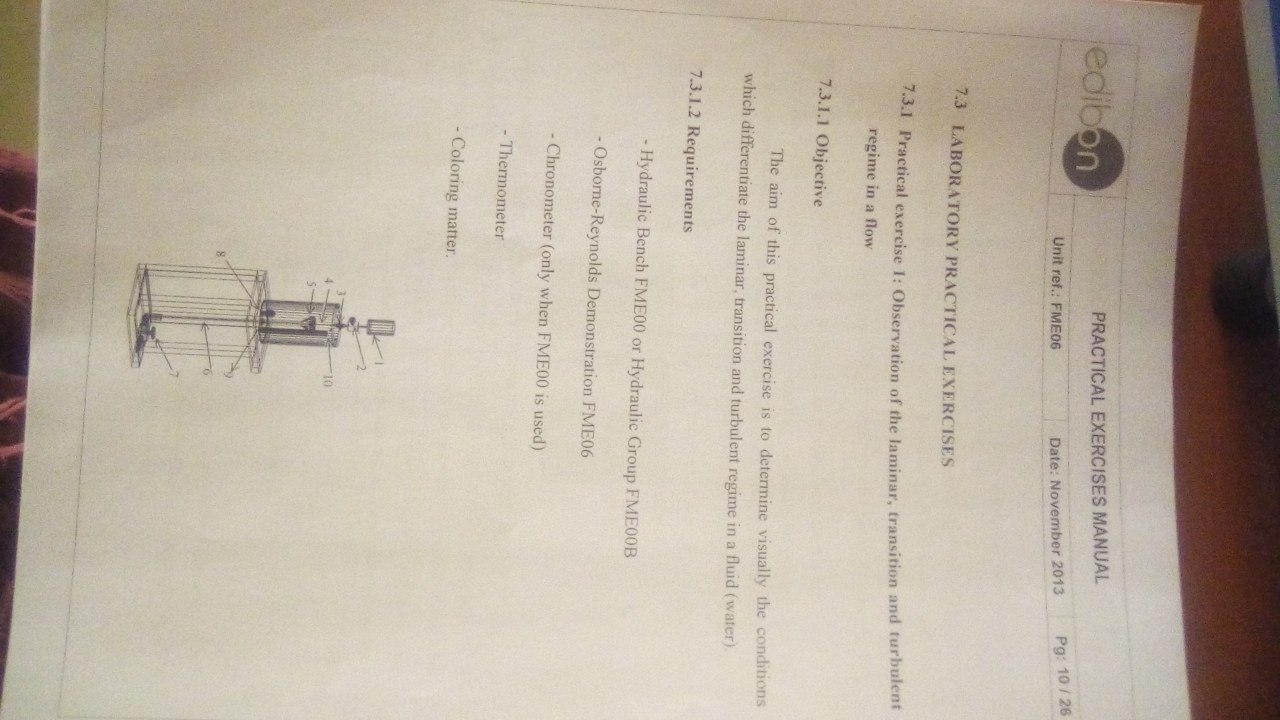 edibon
PRACTICAL EXERCISES MANUAL
Unit ref.: FME06
Date: November 2013
Pg: 10 / 26
7.3 LABORATORY PRACTICAL EXERCISES
7.3.1 Practical exercise 1: Observation of the laminar, transition and turbulent
regime in a flow
7.3.1.1 Objective
The aim of this practical exercise is to determine visually the conditions
which differentiate the laminar, transition and turbulent regime in a fluid (water).
7.3.1.2 Requirements
- Hydraulic Bench FME00 or Hydraulic Group FME00B
- Osborne-Reynolds Demonstration FME06
- Chronometer (only when FME00 is used)
- Thermometer
- Coloring matter.
1
2
3
4
5
10
8
9
6
7